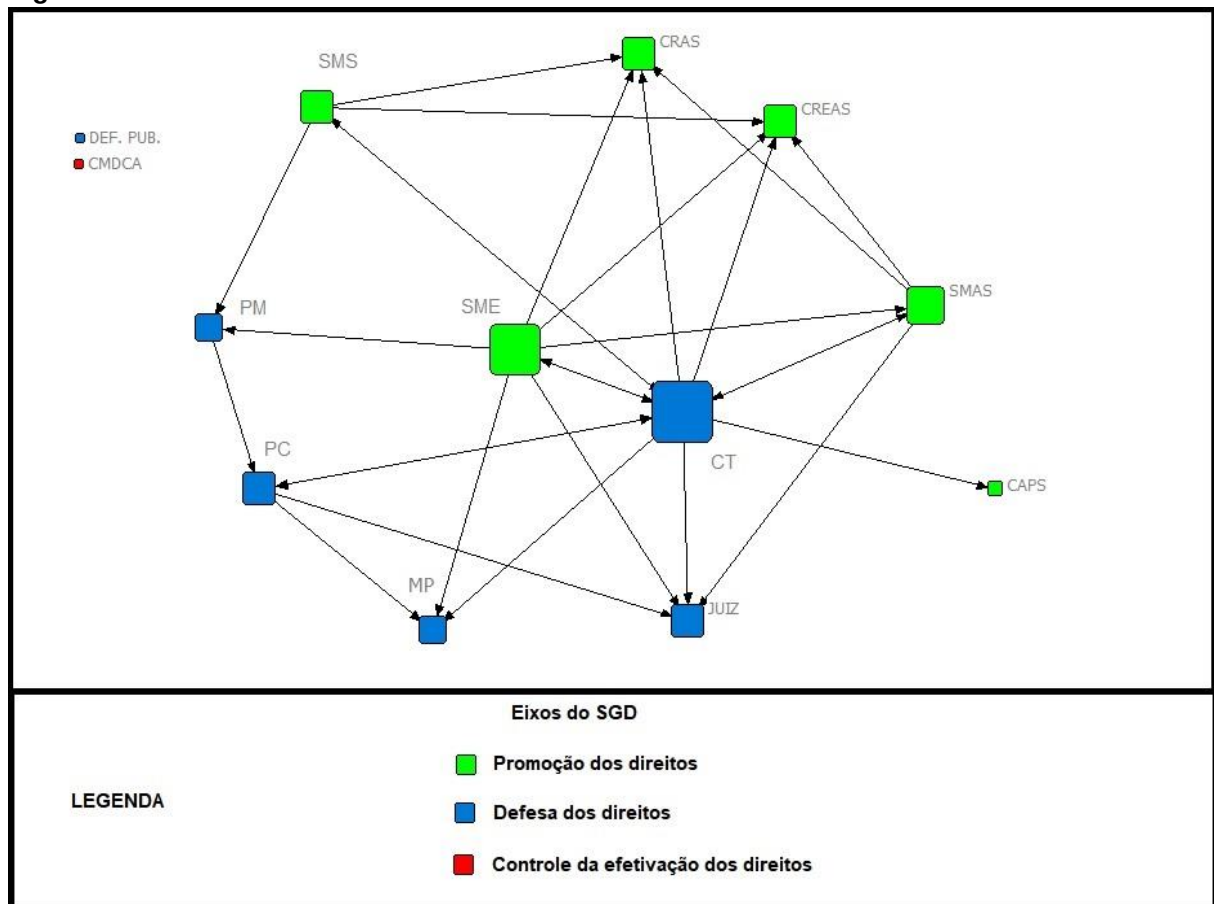 CRAS
SMS
CREAS
DEF. PUB.
CMDCA
SMAS
PM
SME
PC
CT
CAPS
MP
JUIZ
Eixos do SGD
Promoção dos direitos
LEGENDA
Defesa dos direitos
Controle da efetivação dos direitos